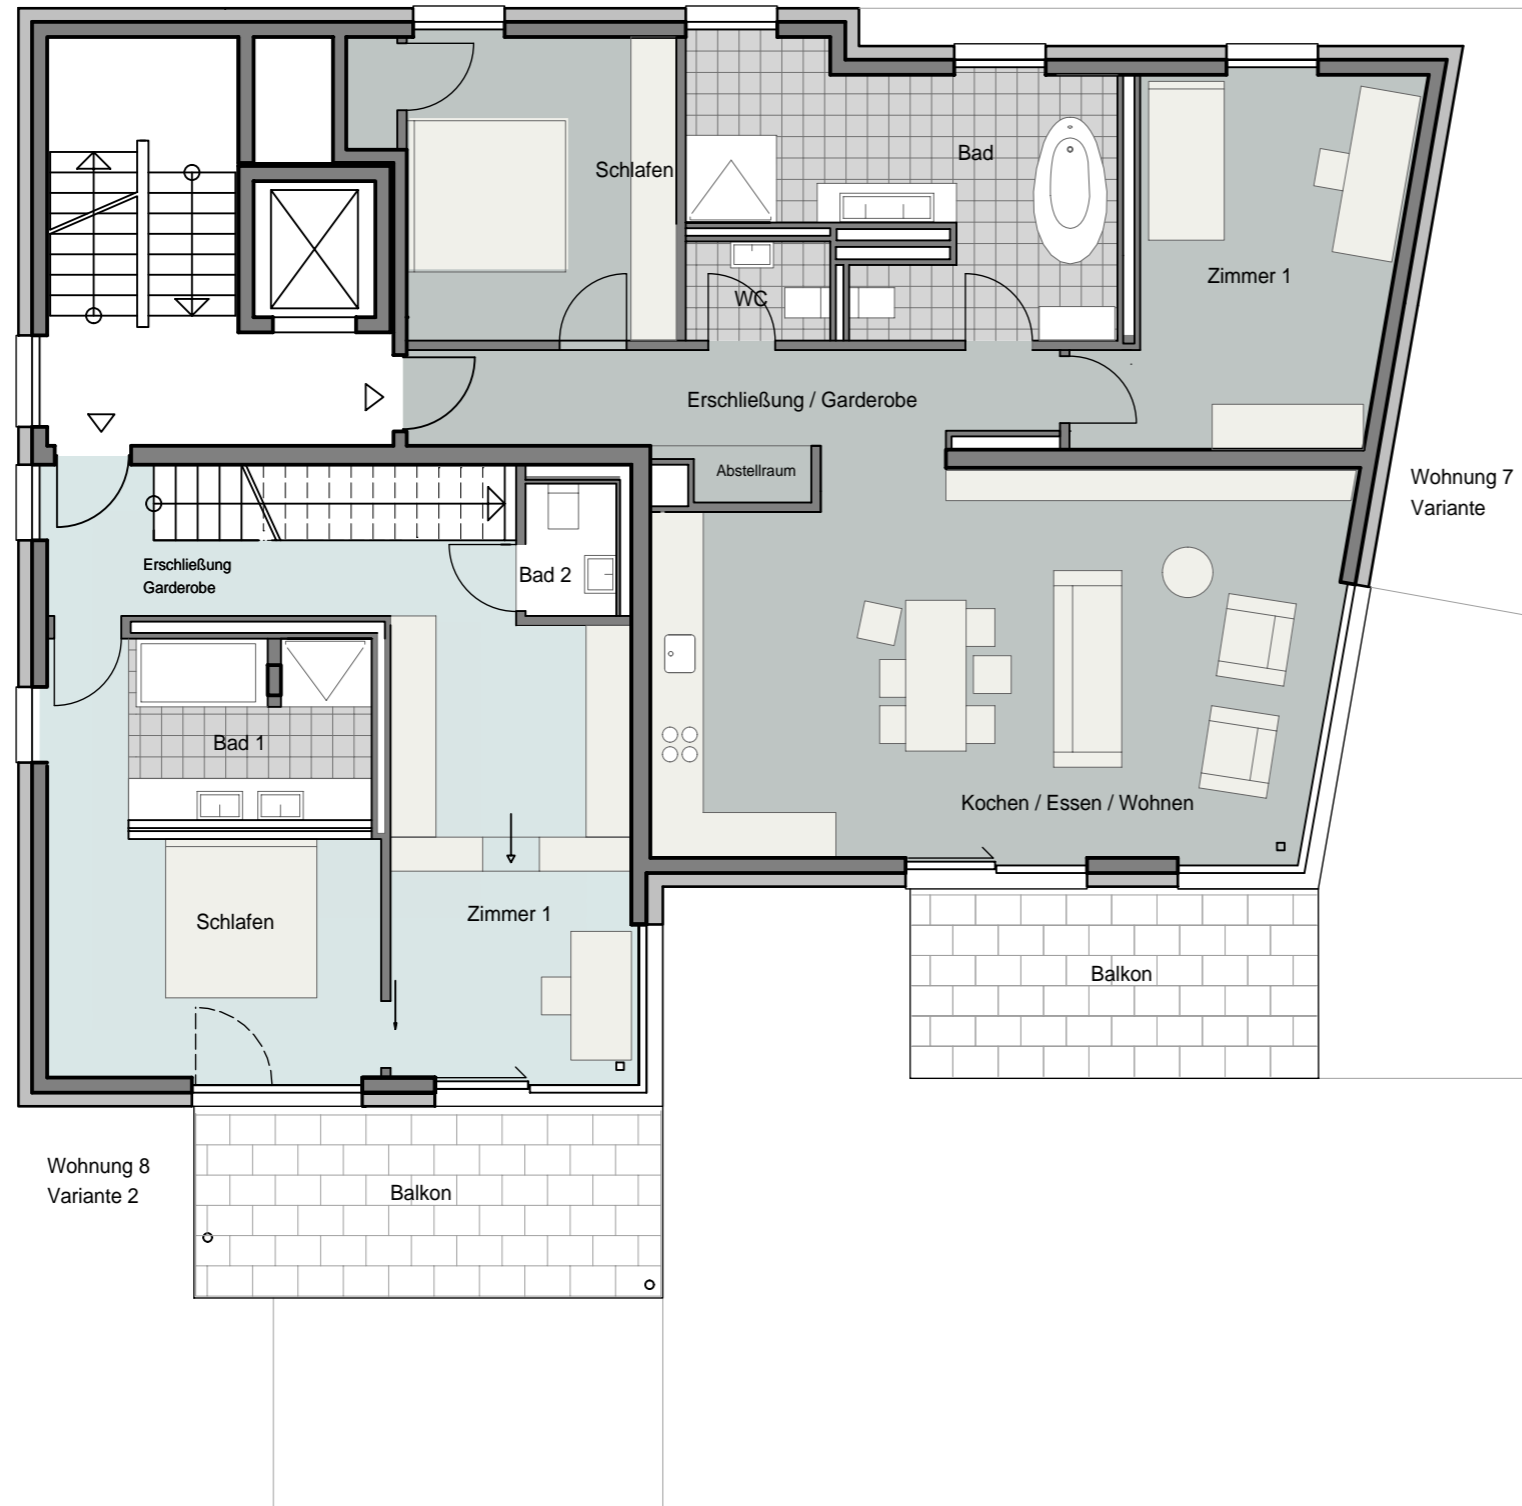 Schlafen
Bad
Zimmer 1
WC
Erschließung / Garderobe
Abstellraum
Wohnung 7
Variante
Erschließung
Garderobe
Bad 2
Bad 1
Kochen / Essen / Wohnen
Schlafen
Zimmer 1
Balkon
Wohnung 8
Variante 2
Balkon